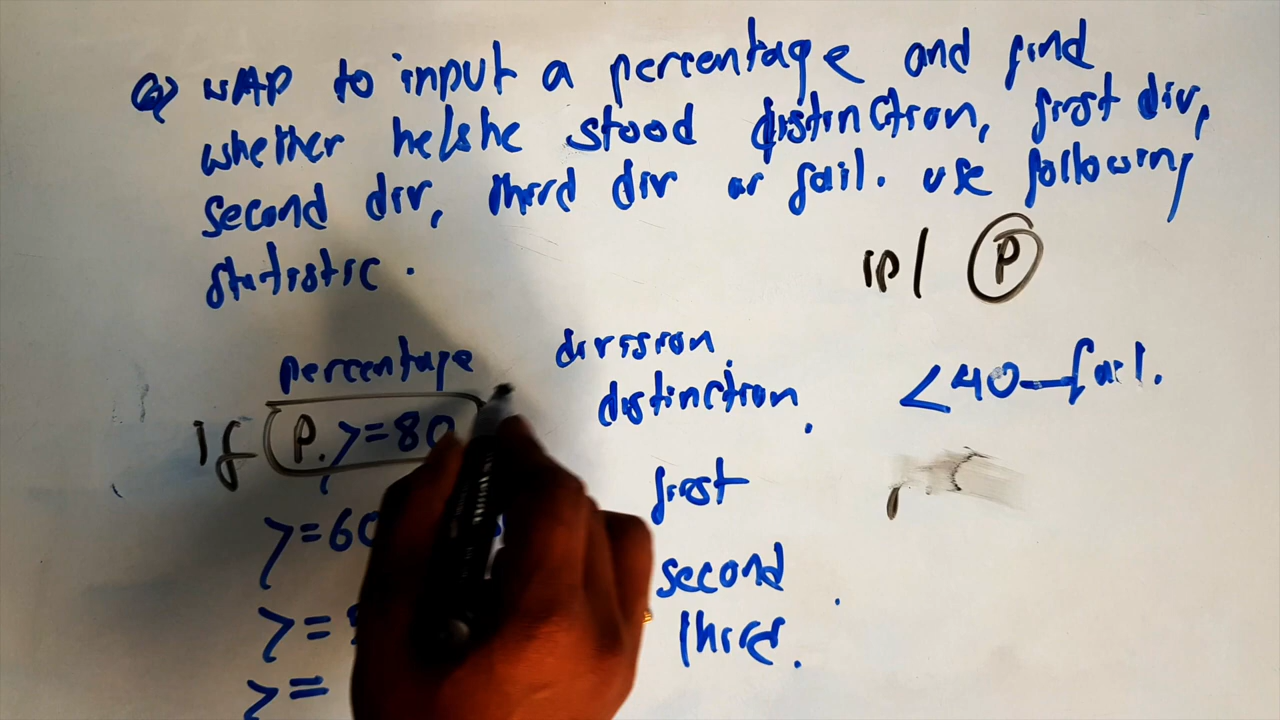 Q) WAP to input a percentage and find
whether he/she stood distinction, first div,
second div, third div or fail. use following
statistic.
ip/ P
percentage division
if P. >=80 distinction.
<40—fail.
>=60 first
>= second
>= third.